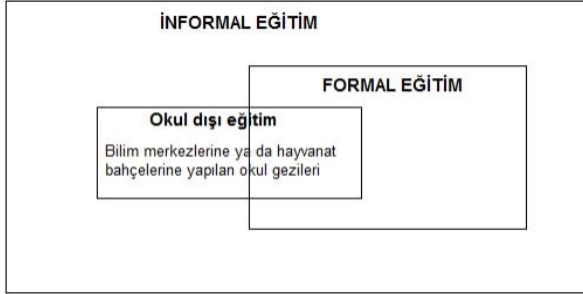 İNFORMAL EĞİTİM
FORMAL EĞİTİM
Okul dışı eğitim
Bilim merkezlerine ya da hayvanat
bahçelerine yapılan okul gezileri